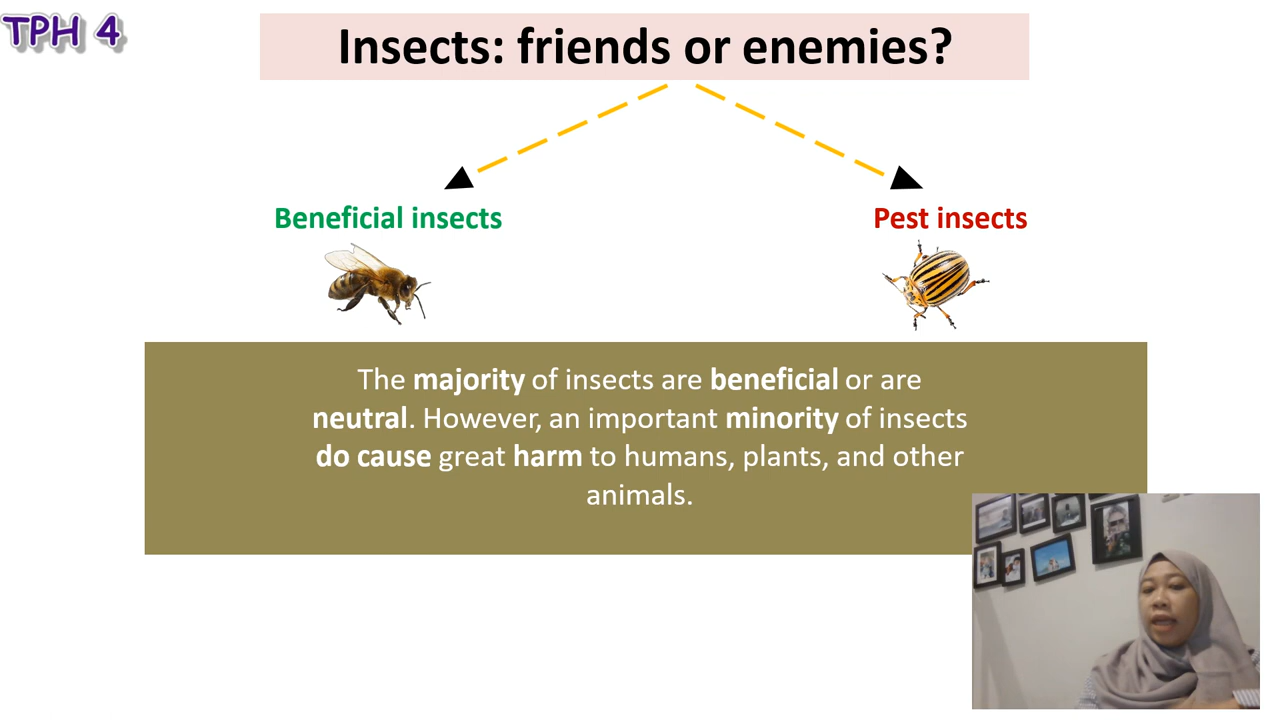 TPH 4
Insects: friends or enemies?
Beneficial insects
Pest insects
The majority of insects are beneficial or are
neutral. However, an important minority of insects
do cause great harm to humans, plants, and other
animals.